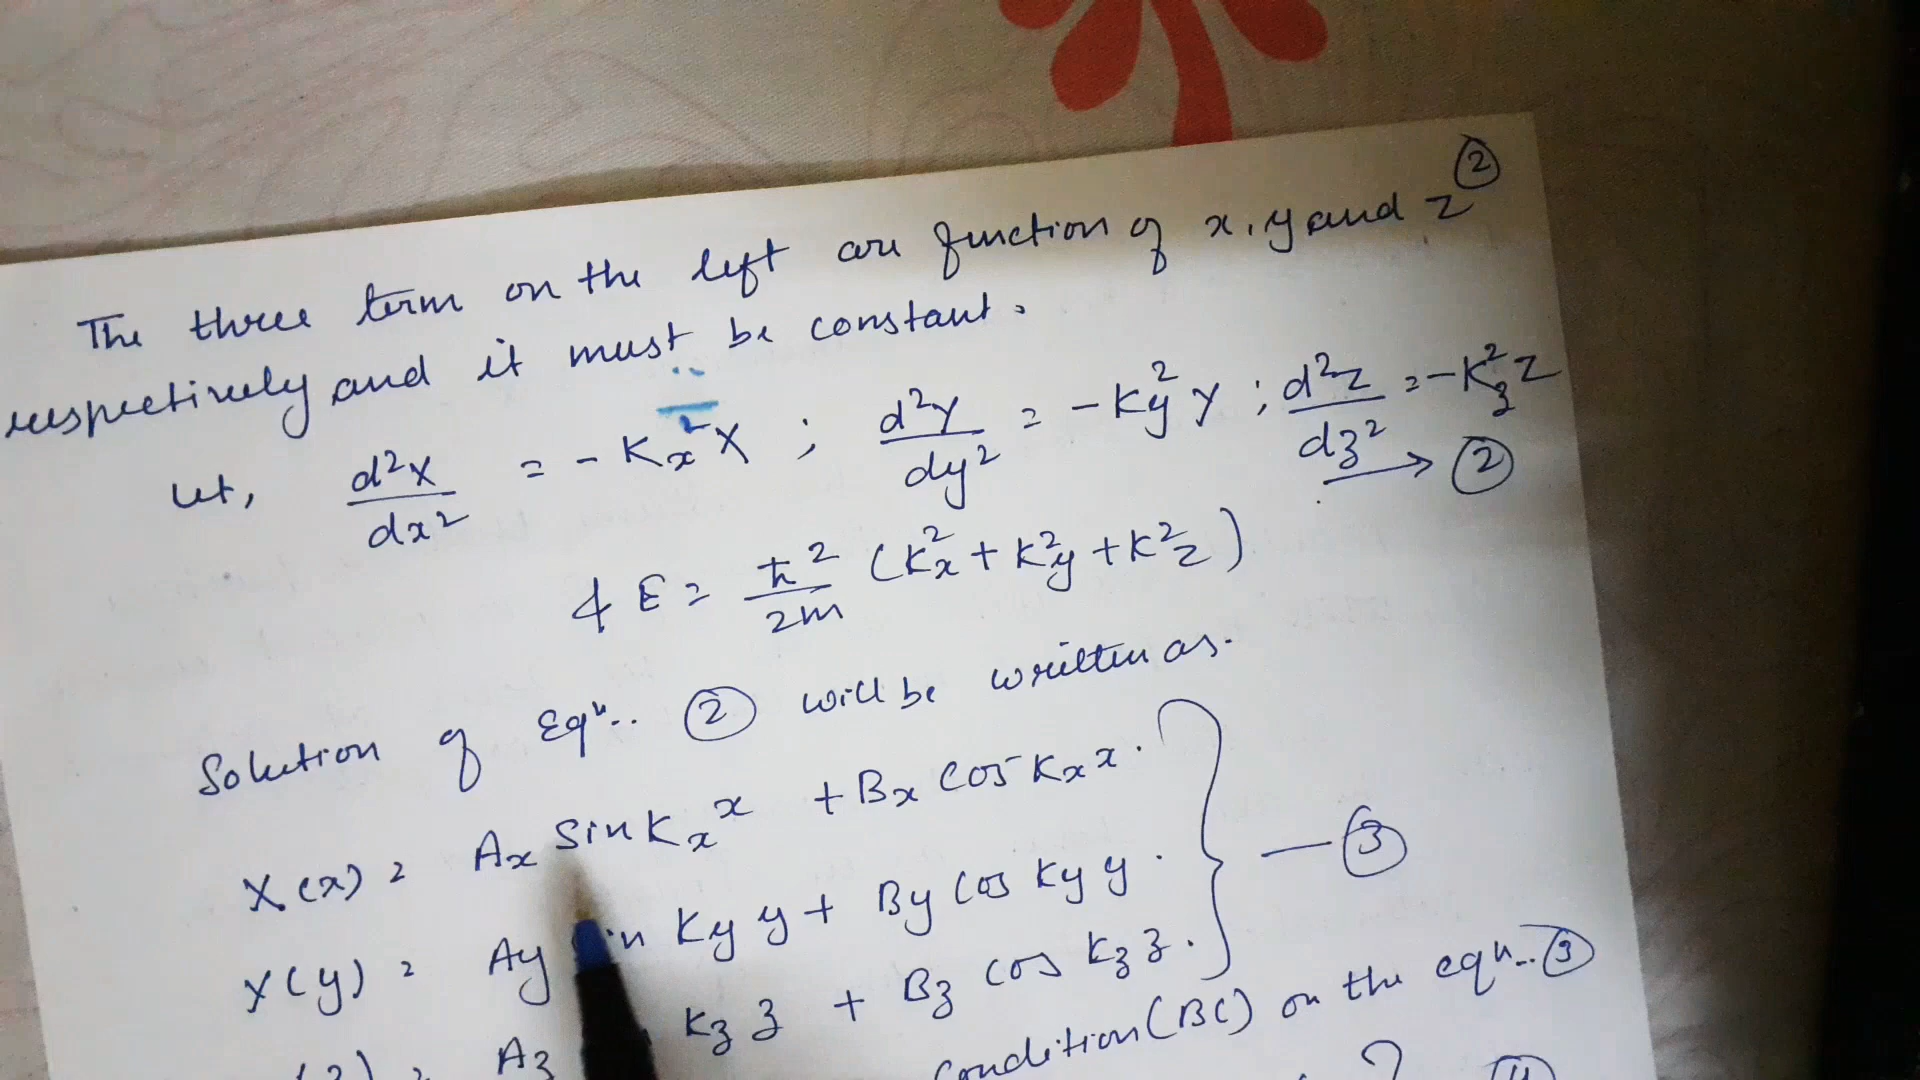 ②
The three term on the left are function of x, y and z
respectively and it must be constant.
Let, d²X/dx² = -Kx²X ; d²Y/dy² = -Ky²Y ; d²Z/dz² = -Kz²Z → ②
& E = ħ²/2m (Kx² + Ky² + Kz²)
Solution of Eqn.. ② will be written as.
X(x) = Ax Sin Kx x + Bx Cos Kx x.
Y(y) = Ay in Ky y + By Cos Ky y. — ③
Az Kz z + Bz Cos Kz z.
Condition (BC) on the eqn.. ③